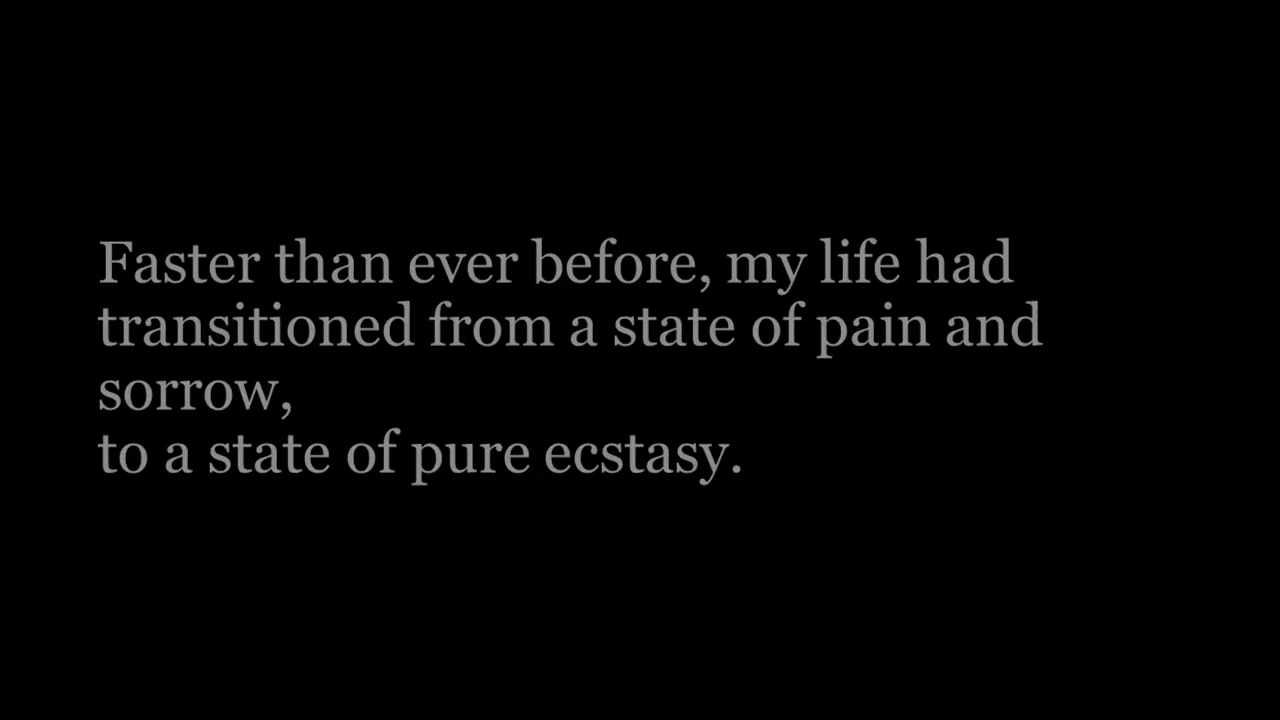 Faster than ever before, my life had
transitioned from a state of pain and
sorrow,
to a state of pure ecstasy.